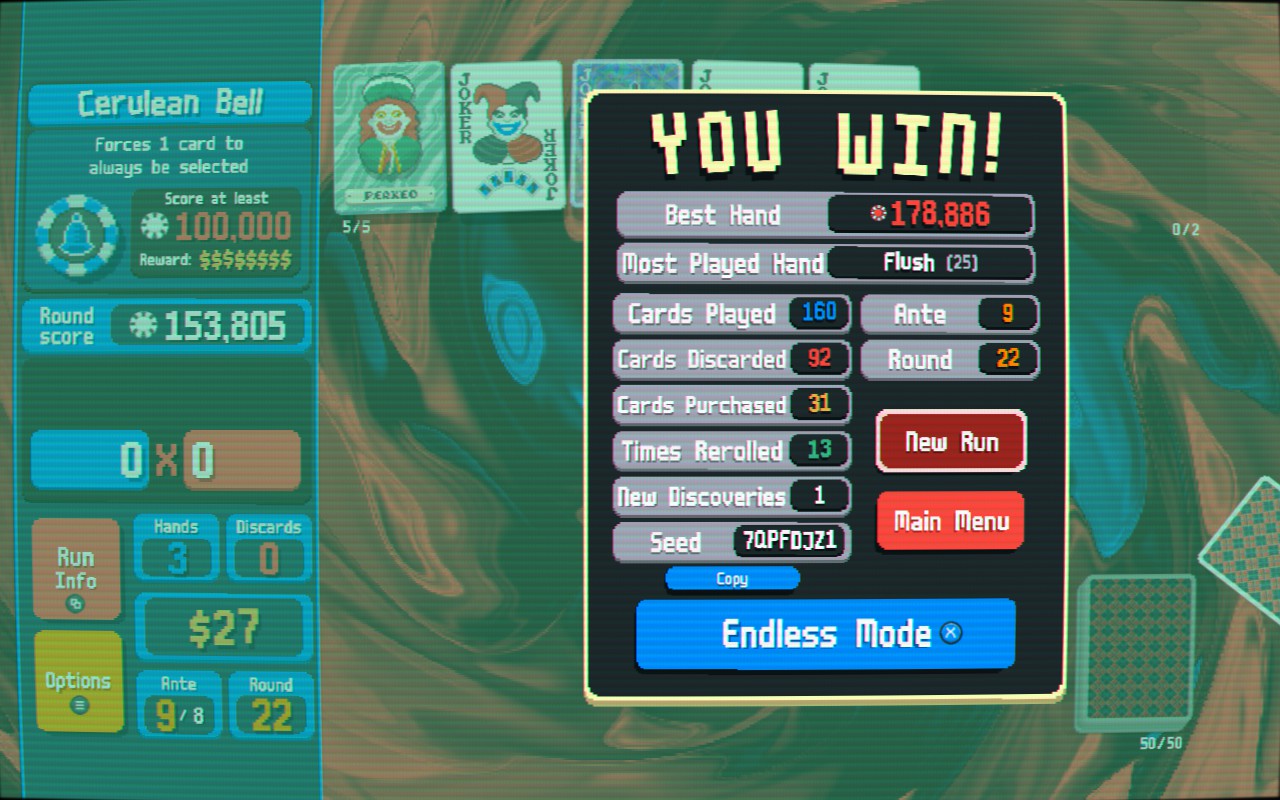 Cerulean Bell
Forces 1 card to
always be selected
Score at least
100,000
Reward: $$$$$$$$
Round
score
153,805
0 X 0
Run
Info
Hands
3
Discards
0
$27
Options
Ante
9 / 8
Round
22
PERKEO
JOKER
JOKER
JO
J
J
5/5
0/2
YOU WIN!
Best Hand 178,886
Most Played Hand Flush (25)
Cards Played 160
Cards Discarded 92
Cards Purchased 31
Times Rerolled 13
New Discoveries 1
Seed 7QPFDJZ1
Copy
Ante 9
Round 22
New Run
Main Menu
Endless Mode
50/50